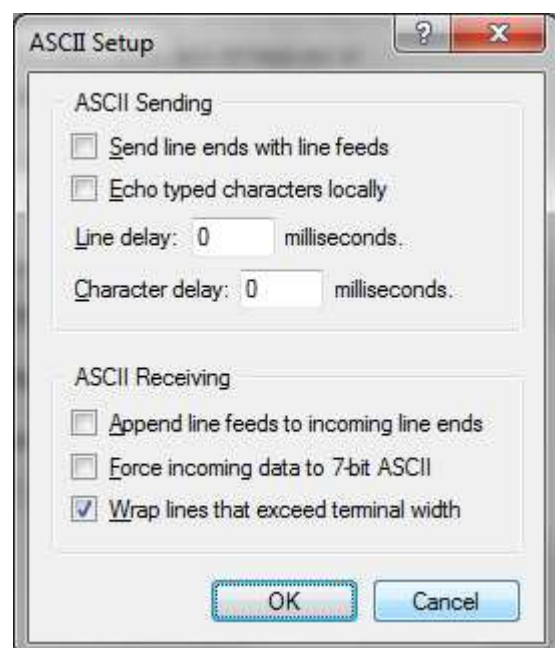 ASCII Setup
?
ASCII Sending
Send line ends with line feeds
Echo typed characters locally
Line delay: 0 milliseconds.
Character delay: 0 milliseconds.
ASCII Receiving
Append line feeds to incoming line ends
Force incoming data to 7-bit ASCII
Wrap lines that exceed terminal width
OK Cancel